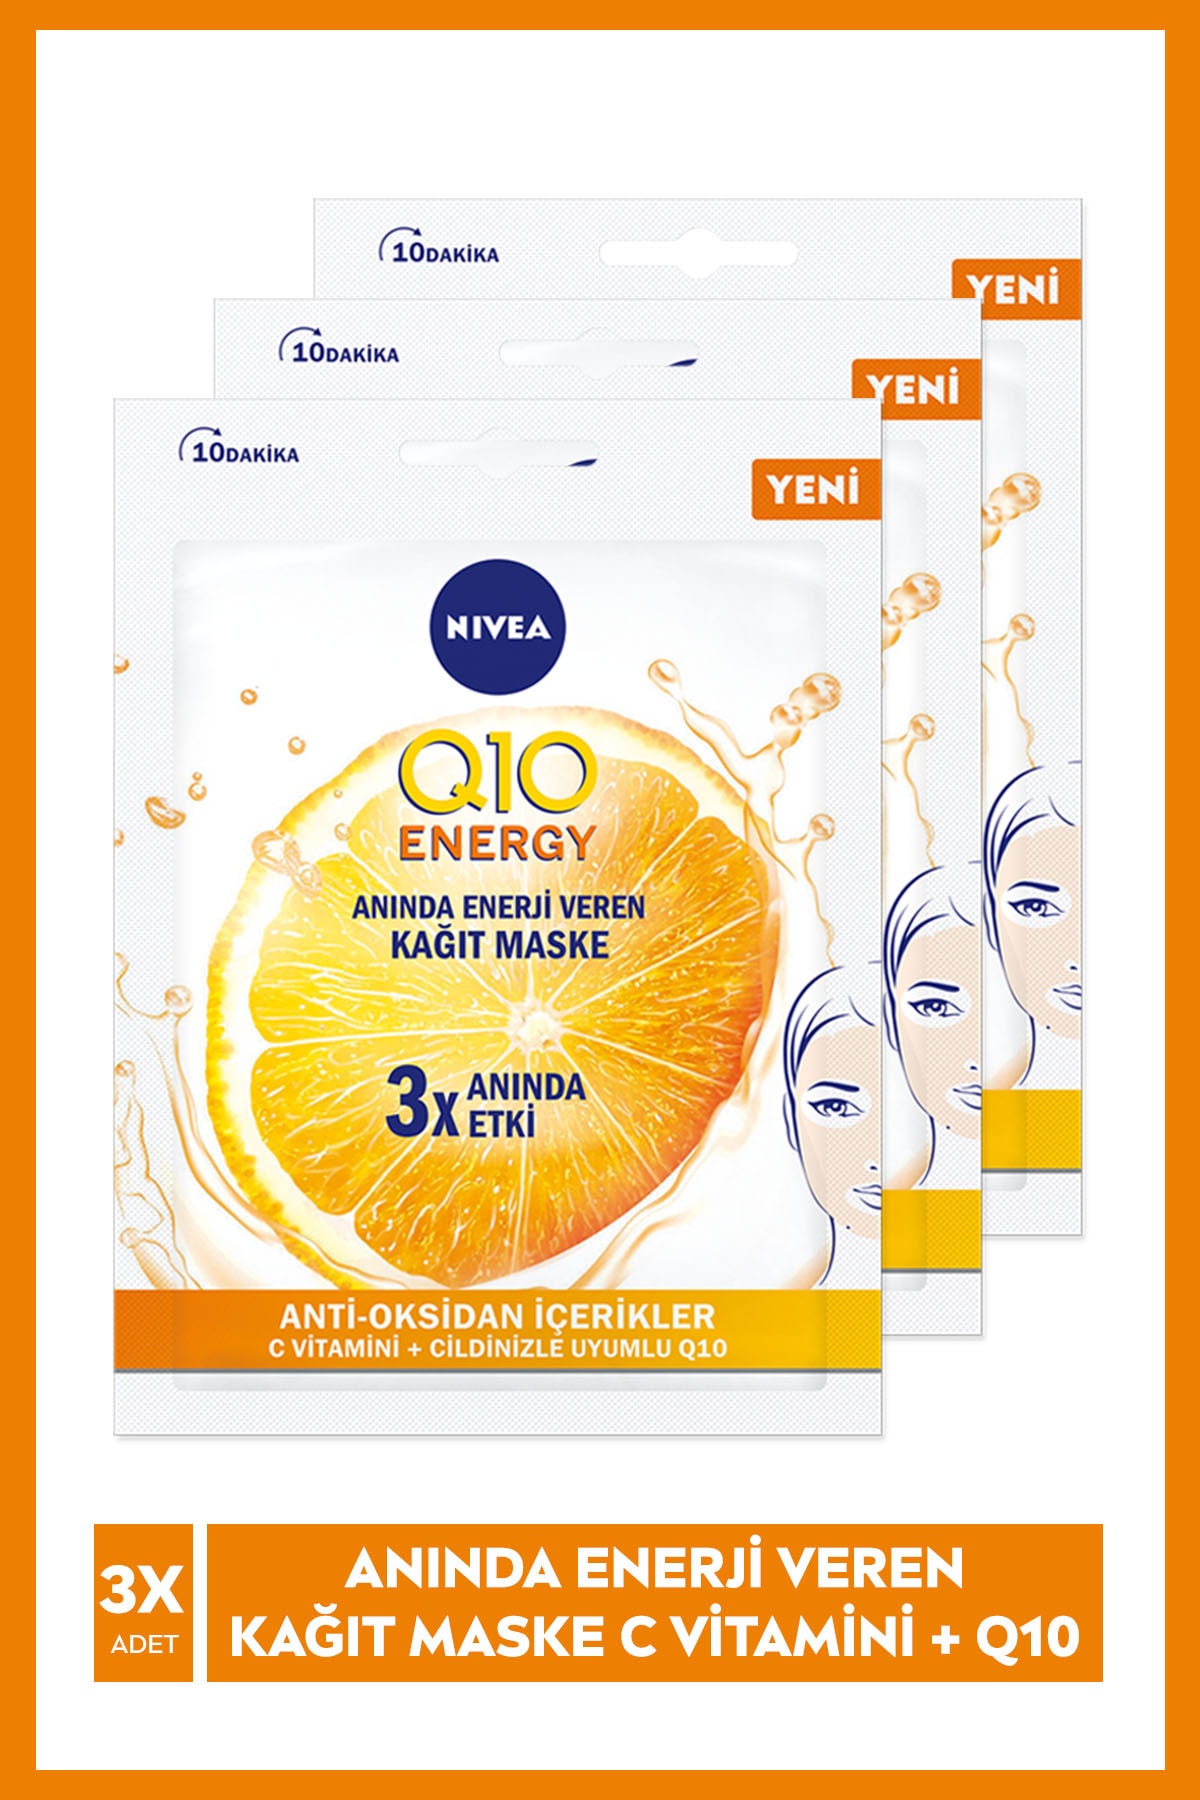 10DAKİKA
YENİ
10DAKİKA
YENİ
10DAKİKA
YENİ
NIVEA
Q10
ENERGY
ANINDA ENERJİ VEREN
KAĞIT MASKE
3x ANINDA
ETKİ
ANTİ-OKSİDAN İÇERİKLER
C VİTAMİNİ + CİLDİNİZLE UYUMLU Q10
3X
ADET
ANINDA ENERJİ VEREN
KAĞIT MASKE C VİTAMİNİ + Q10